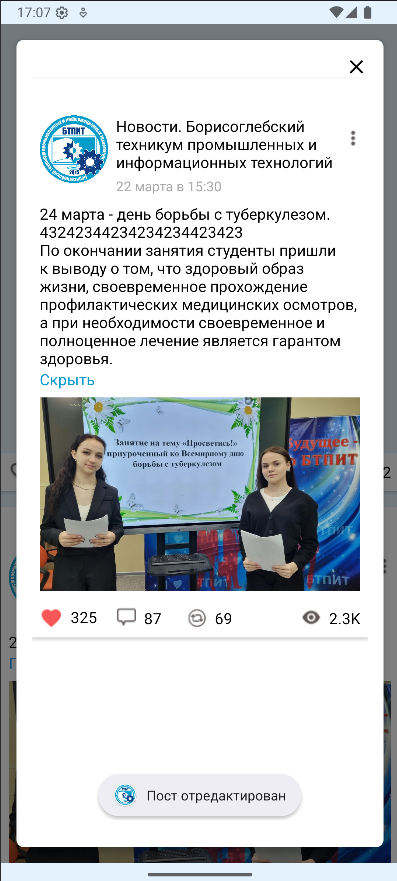 17:07
Новости. Борисоглебский
техникум промышленных и
информационных технологий
22 марта в 15:30
24 марта - день борьбы с туберкулезом.
43242344234234234423423
По окончании занятия студенты пришли
к выводу о том, что здоровый образ
жизни, своевременное прохождение
профилактических медицинских осмотров,
а при необходимости своевременное и
полноценное лечение является гарантом
здоровья.
Скрыть
Занятие на тему «Просветись!»
приуроченный ко Всемирному дню
борьбы с туберкулезом
Будущее -
БТПИТ
БТПИТ
БТПИТ
325 87 69 2.3K
Пост отредактирован